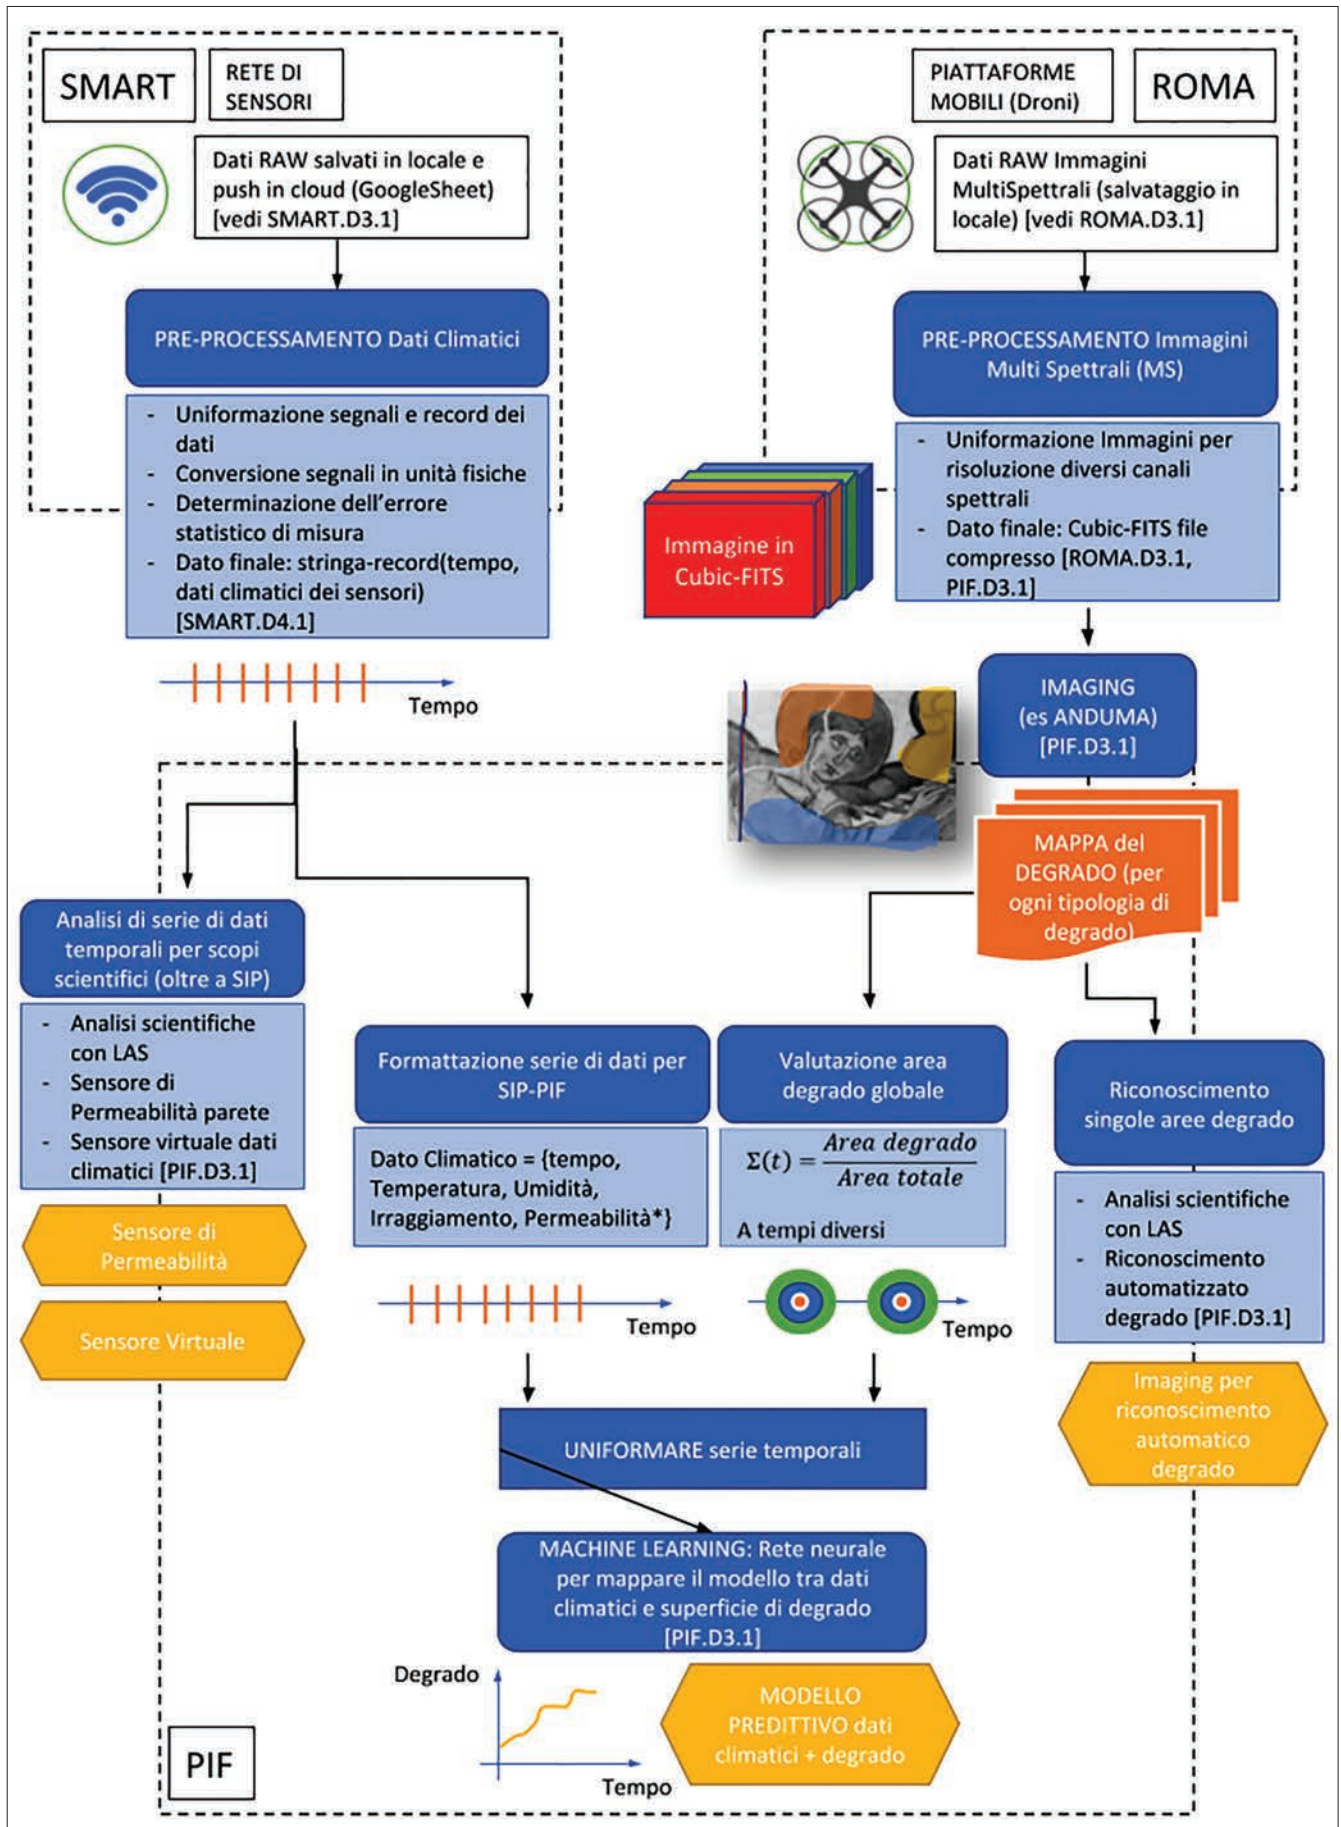 SMART
RETE DI
SENSORI
Dati RAW salvati in locale e
push in cloud (GoogleSheet)
[vedi SMART.D3.1]
PRE-PROCESSAMENTO Dati Climatici
- Uniformazione segnali e record dei
dati
- Conversione segnali in unità fisiche
- Determinazione dell'errore
statistico di misura
- Dato finale: stringa-record(tempo,
dati climatici dei sensori)
[SMART.D4.1]
Tempo
PIATTAFORME
MOBILI (Droni)
ROMA
Dati RAW Immagini
MultiSpettrali (salvataggio in
locale) [vedi ROMA.D3.1]
PRE-PROCESSAMENTO Immagini
Multi Spettrali (MS)
- Uniformazione Immagini per
risoluzione diversi canali
spettrali
- Dato finale: Cubic-FITS file
compresso [ROMA.D3.1,
PIF.D3.1]
Immagine in
Cubic-FITS
IMAGING
(es ANDUMA)
[PIF.D3.1]
MAPPA del
DEGRADO (per
ogni tipologia di
degrado)
Analisi di serie di dati
temporali per scopi
scientifici (oltre a SIP)
- Analisi scientifiche
con LAS
- Sensore di
Permeabilità parete
- Sensore virtuale dati
climatici [PIF.D3.1]
Sensore di
Permeabilità
Sensore Virtuale
Formattazione serie di dati per
SIP-PIF
Dato Climatico = {tempo,
Temperatura, Umidità,
Irraggiamento, Permeabilità*}
Tempo
Valutazione area
degrado globale
Σ(t) = Area degrado
Area totale
A tempi diversi
Tempo
Riconoscimento
singole aree degrado
- Analisi scientifiche
con LAS
- Riconoscimento
automatizzato
degrado [PIF.D3.1]
Imaging per
riconoscimento
automatico
degrado
UNIFORMARE serie temporali
MACHINE LEARNING: Rete neurale
per mappare il modello tra dati
climatici e superficie di degrado
[PIF.D3.1]
Degrado
Tempo
MODELLO
PREDITTIVO dati
climatici + degrado
PIF